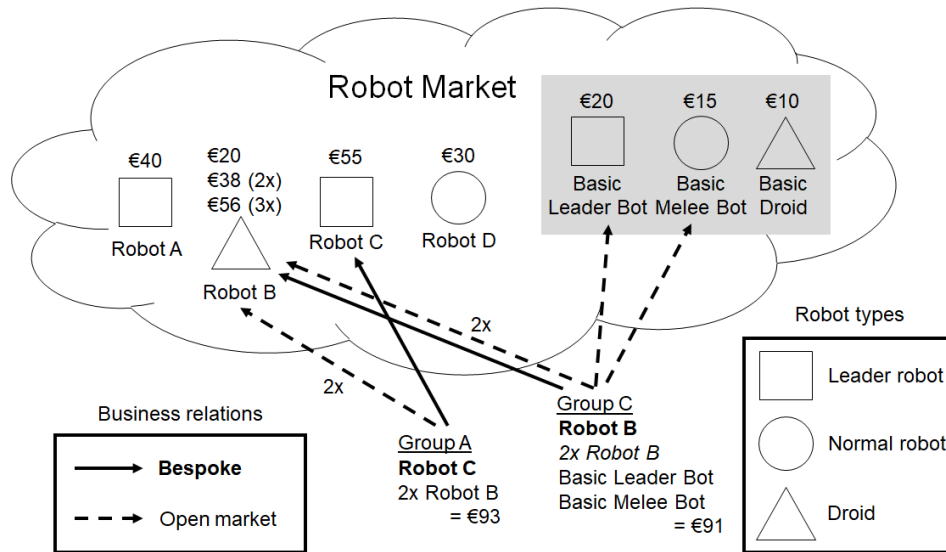 Robot Market
€20
€15
€10
Basic
Leader Bot
Basic
Melee Bot
Basic
Droid
€40
Robot A
€20
€38 (2x)
€56 (3x)
Robot B
€55
Robot C
€30
Robot D
2x
2x
Robot types
Leader robot
Normal robot
Droid
Business relations
Bespoke
Open market
Group A
Robot C
2x Robot B
= €93
Group C
Robot B
2x Robot B
Basic Leader Bot
Basic Melee Bot
= €91